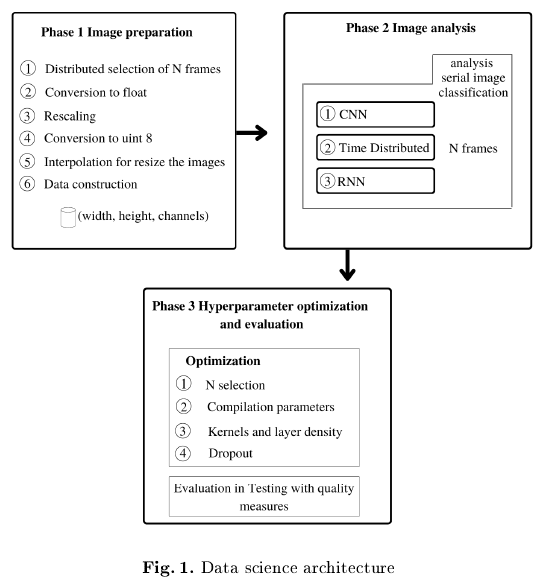 Phase 1 Image preparation
1 Distributed selection of N frames
2 Conversion to float
3 Rescaling
4 Conversion to uint 8
5 Interpolation for resize the images
6 Data construction
(width, height, channels)
Phase 2 Image analysis
analysis
serial image
classification
1 CNN
2 Time Distributed
3 RNN
N frames
Phase 3 Hyperparameter optimization
and evaluation
Optimization
1 N selection
2 Compilation parameters
3 Kernels and layer density
4 Dropout
Evaluation in Testing with quality
measures
Fig. 1. Data science architecture